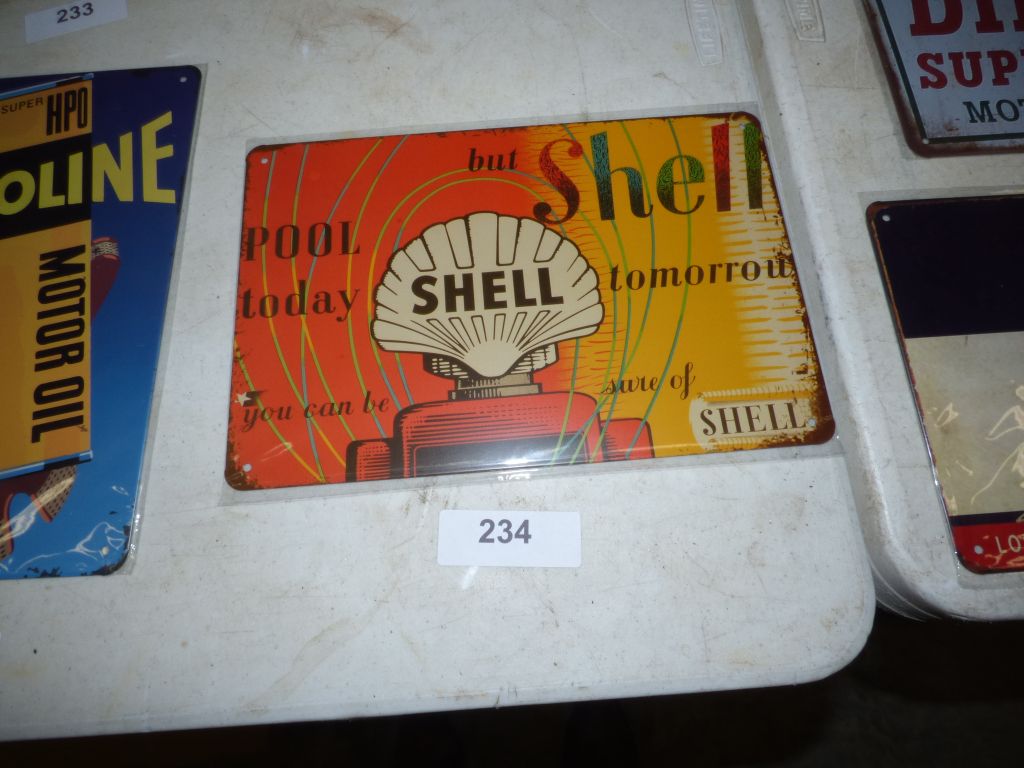 233
SUPER HPO
OLINE
MOTOR OIL
but Shell
POOL
today
tomorrow
SHELL
you can be
sure of
SHELL
234
SUP
MOT